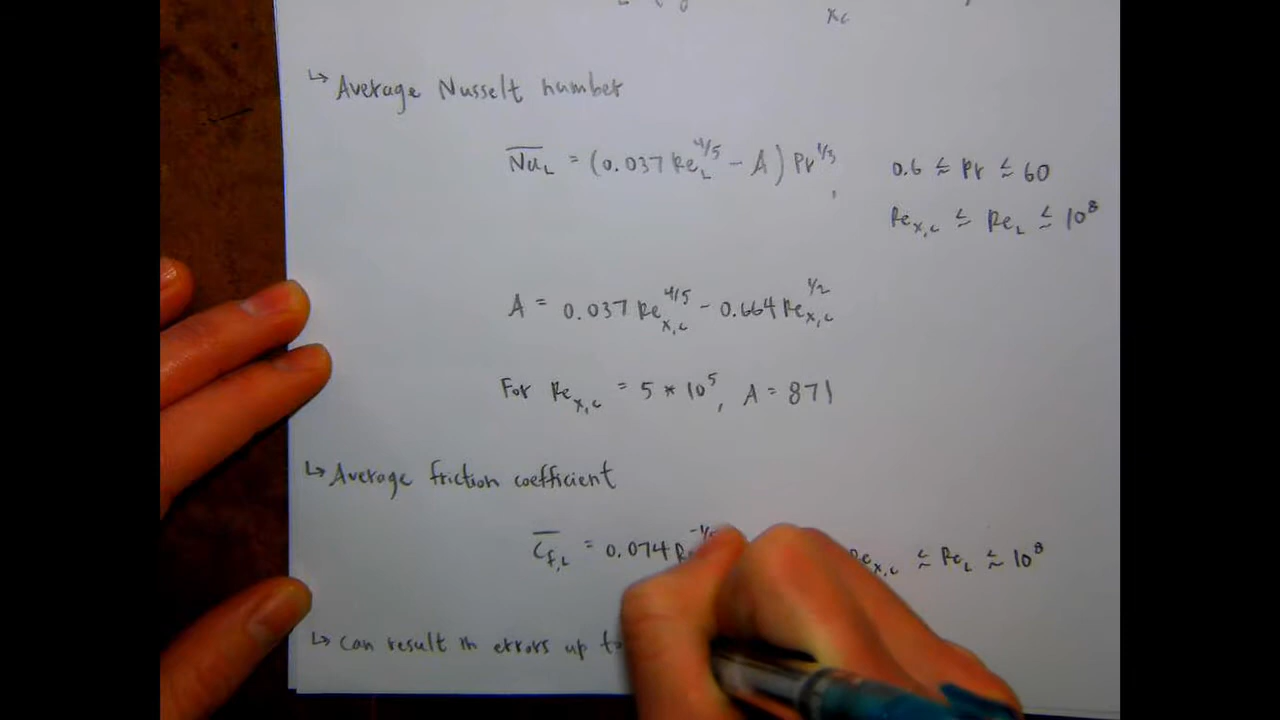 x,c
↳ Average Nusselt number
N̅u̅_L = (0.037 Re_L^4/5 - A) Pr^1/3, 0.6 ≲ Pr ≲ 60
Re_x,c ≲ Re_L ≲ 10^8
A = 0.037 Re_x,c^4/5 - 0.664 Re_x,c^1/2
For Re_x,c = 5 * 10^5, A = 871
↳ Average friction coefficient
C̅_f,L = 0.074 Re_x,c ≲ Re_L ≲ 10^8
↳ can result in errors up to